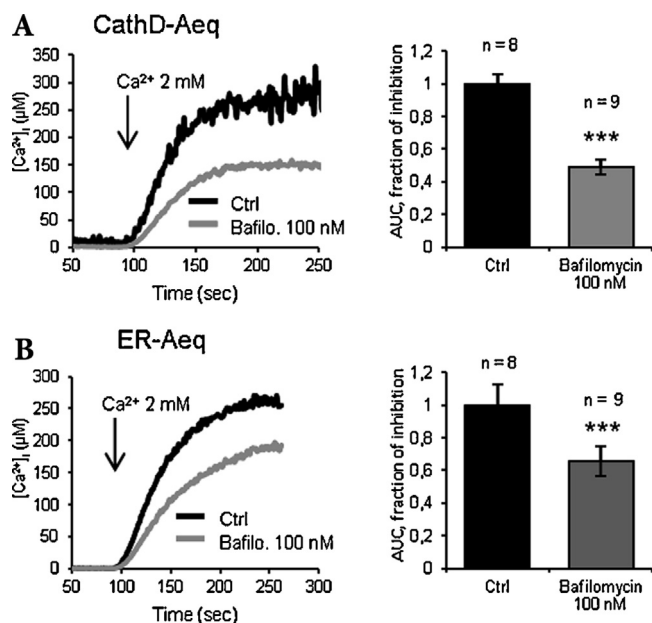 A
CathD-Aeq
350
300
250
200
150
100
50
0
[Ca²⁺]ᵢ (µM)
Ca²⁺ 2 mM
Ctrl
Bafilo. 100 nM
50 100 150 200 250
Time (sec)
1,2
1
0,8
0,6
0,4
0,2
0
AUC, fraction of inhibition
n = 8
n = 9
***
Ctrl
Bafilomycin
100 nM
B
ER-Aeq
300
250
200
150
100
50
0
[Ca²⁺]ᵢ (µM)
Ca²⁺ 2 mM
Ctrl
Bafilo. 100 nM
50 100 150 200 250 300
Time (sec)
1,2
1
0,8
0,6
0,4
0,2
0
AUC, fraction of inhibition
n = 8
n = 9
***
Ctrl
Bafilomycin
100 nM